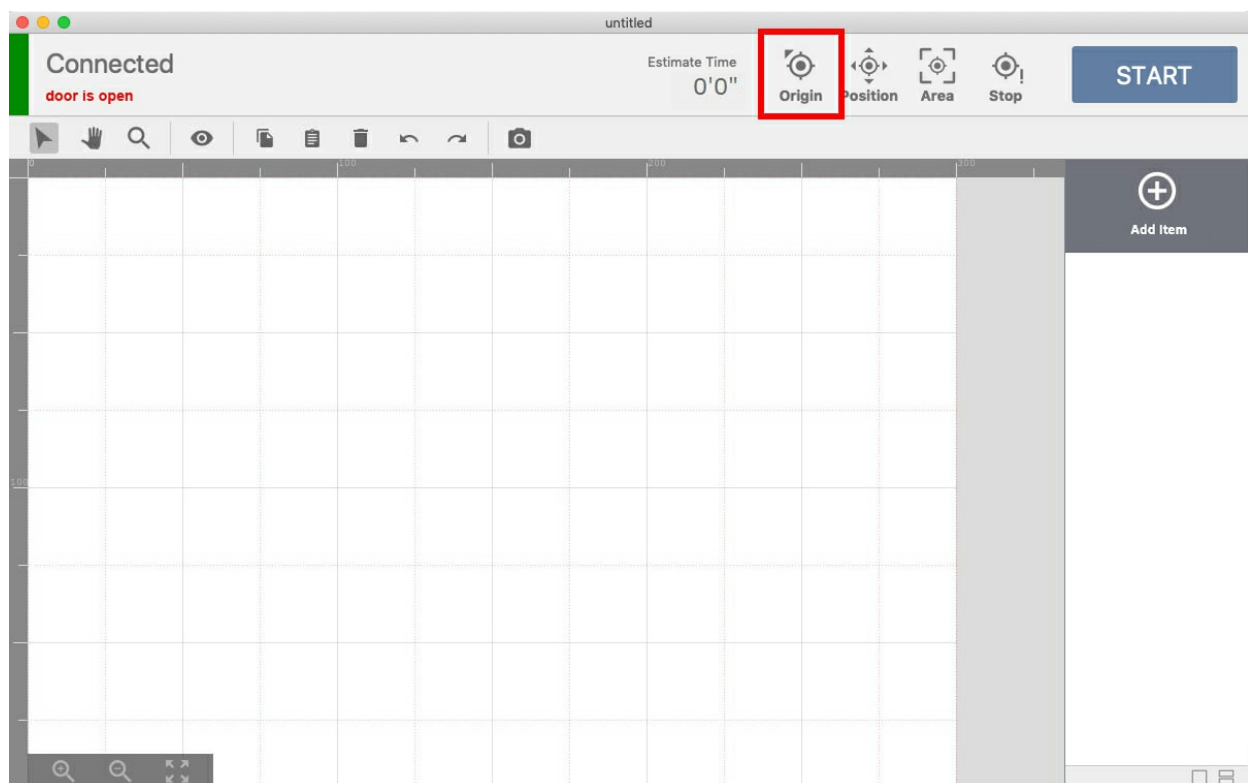 untitled
Connected
door is open
Estimate Time
0'0"
Origin
Position
Area
Stop
START
0
100
200
300
Add Item
100